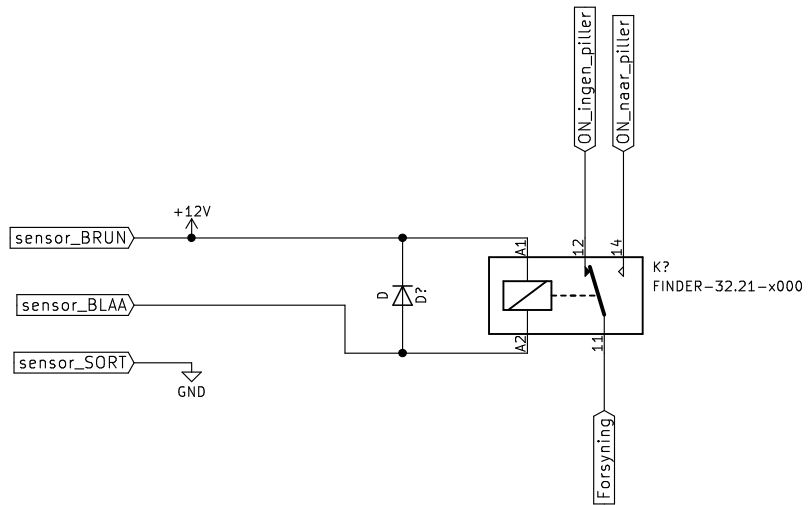 ON_ingen_piller
ON_naar_piller
+12V
sensor_BRUN
A1
12
14
K?
FINDER-32.21-x000
D
D?
sensor_BLAA
A2
11
sensor_SORT
GND
Forsyning